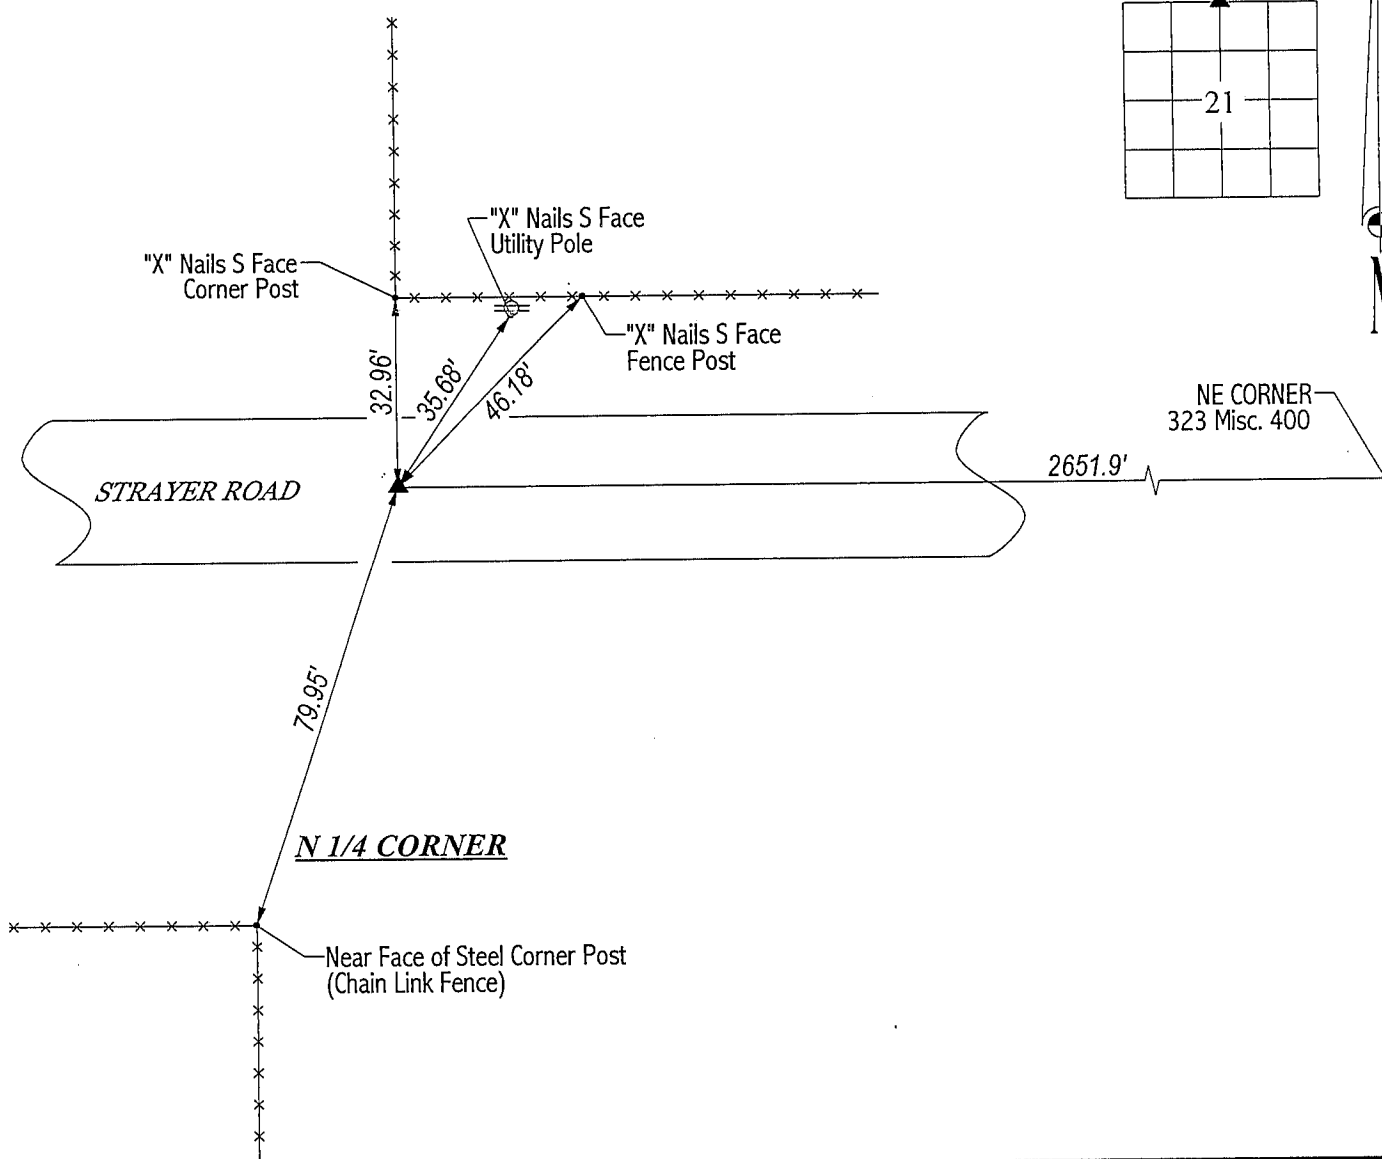 21
"X" Nails S Face
Utility Pole
"X" Nails S Face
Corner Post
"X" Nails S Face
Fence Post
32.96'
35.68'
46.18'
NE CORNER
323 Misc. 400
2651.9'
STRAYER ROAD
79.95'
N 1/4 CORNER
Near Face of Steel Corner Post
(Chain Link Fence)